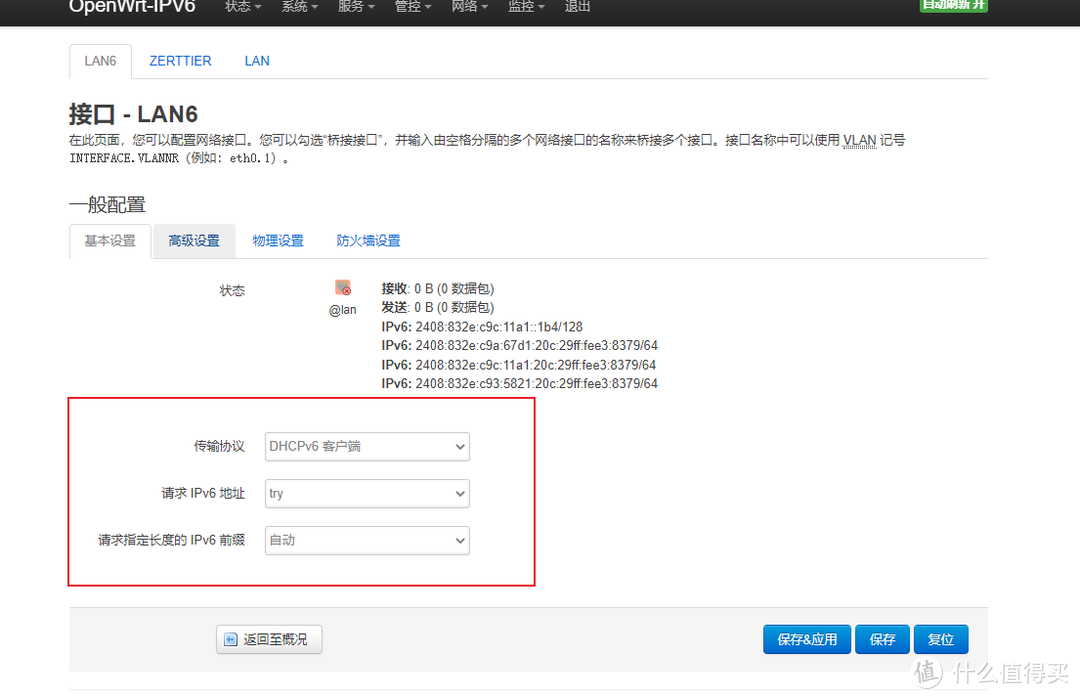 OpenWrt-IPV6 状态 系统 服务 管控 网络 监控 退出 自动刷新 开
LAN6 ZERTTIER LAN
接口 - LAN6
在此页面，您可以配置网络接口。您可以勾选“桥接接口”，并输入由空格分隔的多个网络接口的名称来桥接多个接口。接口名称中可以使用 VLAN 记号
INTERFACE.VLANNR（例如：eth0.1）。
一般配置
基本设置 高级设置 物理设置 防火墙设置
状态
@lan
接收: 0 B (0 数据包)
发送: 0 B (0 数据包)
IPv6: 2408:832e:c9c:11a1::1b4/128
IPv6: 2408:832e:c9a:67d1:20c:29ff:fee3:8379/64
IPv6: 2408:832e:c9c:11a1:20c:29ff:fee3:8379/64
IPv6: 2408:832e:c93:5821:20c:29ff:fee3:8379/64
传输协议 DHCPv6 客户端
请求 IPv6 地址 try
请求指定长度的 IPv6 前缀 自动
返回至概况 保存&应用 保存 复位
值 什么值得买